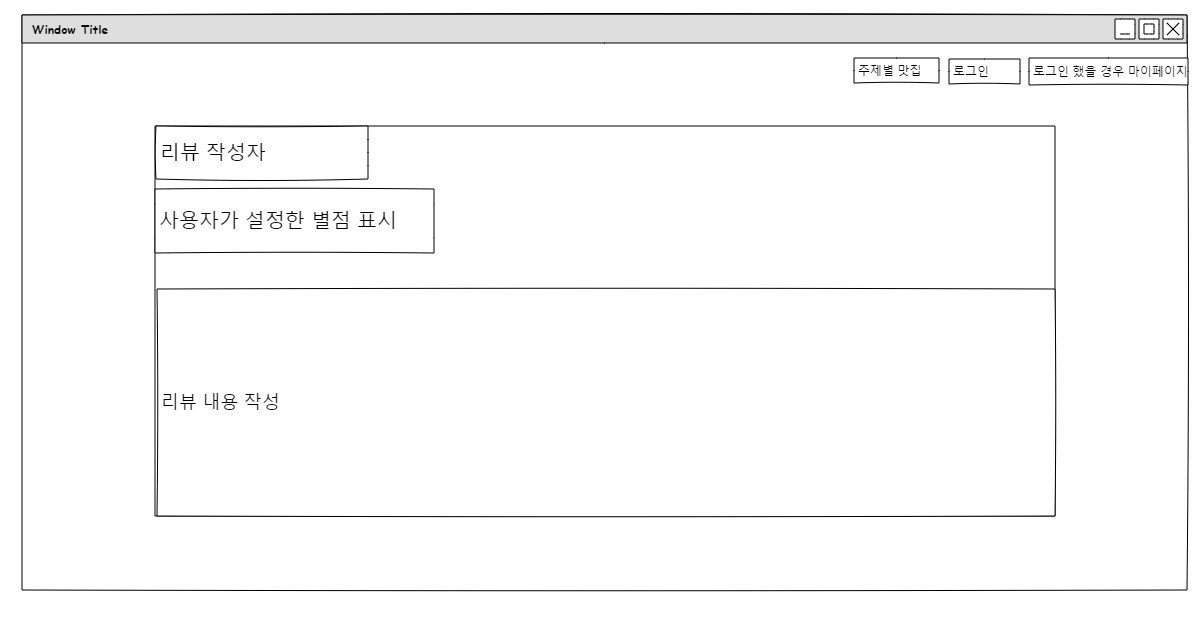 Window Title
주제별 맛집
로그인
로그인 했을 경우 마이페이지
리뷰 작성자
사용자가 설정한 별점 표시
리뷰 내용 작성